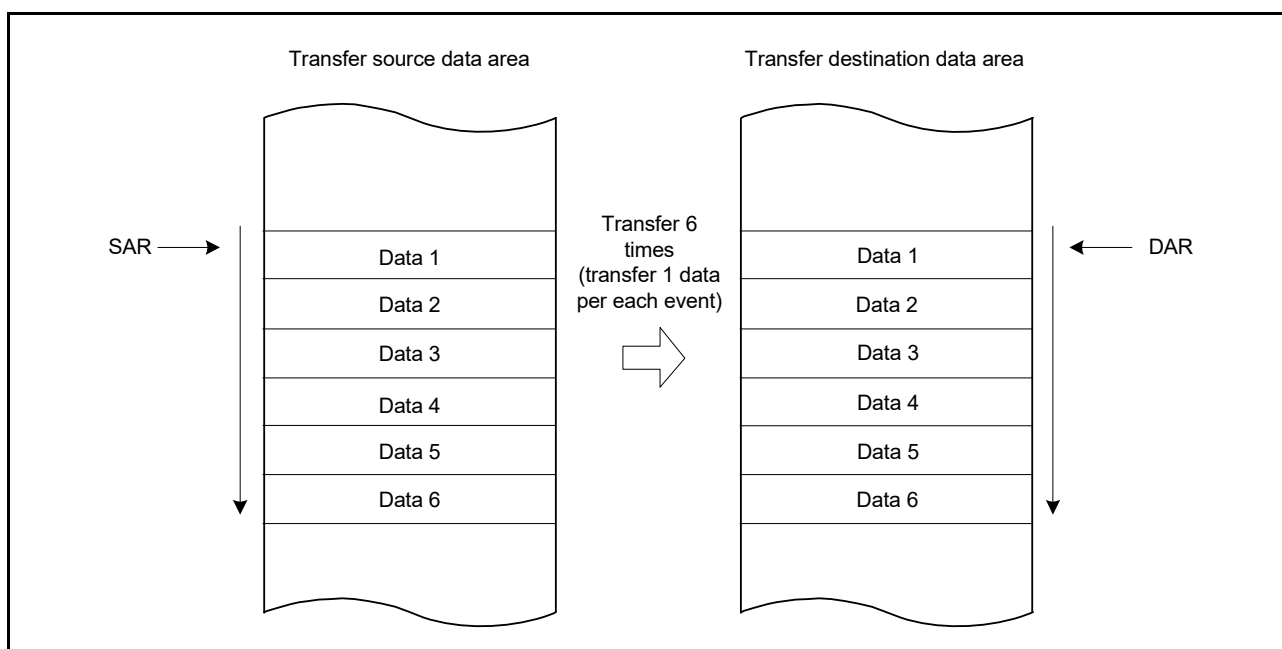 Transfer source data area
Transfer destination data area
SAR
Data 1
Data 2
Data 3
Data 4
Data 5
Data 6
Transfer 6
times
(transfer 1 data
per each event)
Data 1
Data 2
Data 3
Data 4
Data 5
Data 6
DAR